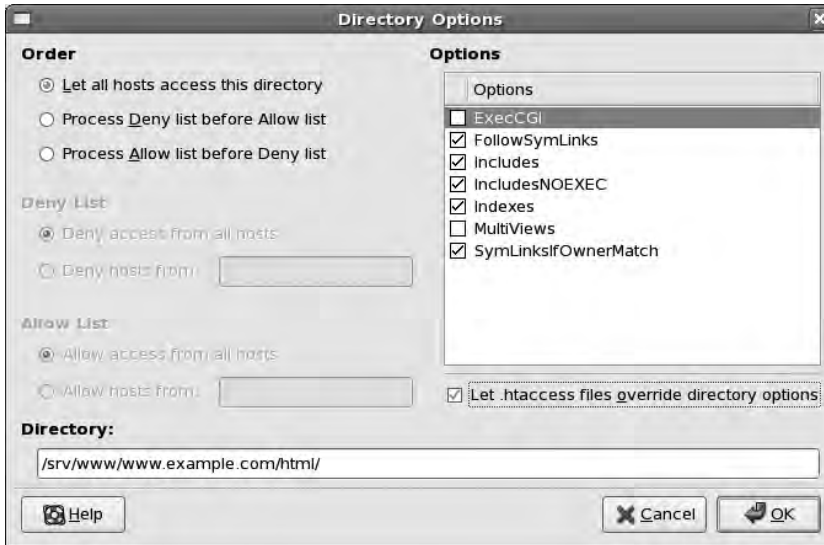 Directory Options
Order
Let all hosts access this directory
Process Deny list before Allow list
Process Allow list before Deny list
Deny List
Deny access from all hosts
Deny hosts from:
Allow List
Allow access from all hosts
Allow hosts from:
Options
Options
ExecCGI
FollowSymLinks
Includes
IncludesNOEXEC
Indexes
MultiViews
SymLinksIfOwnerMatch
Let .htaccess files override directory options
Directory:
/srv/www/www.example.com/html/
Help
Cancel
OK